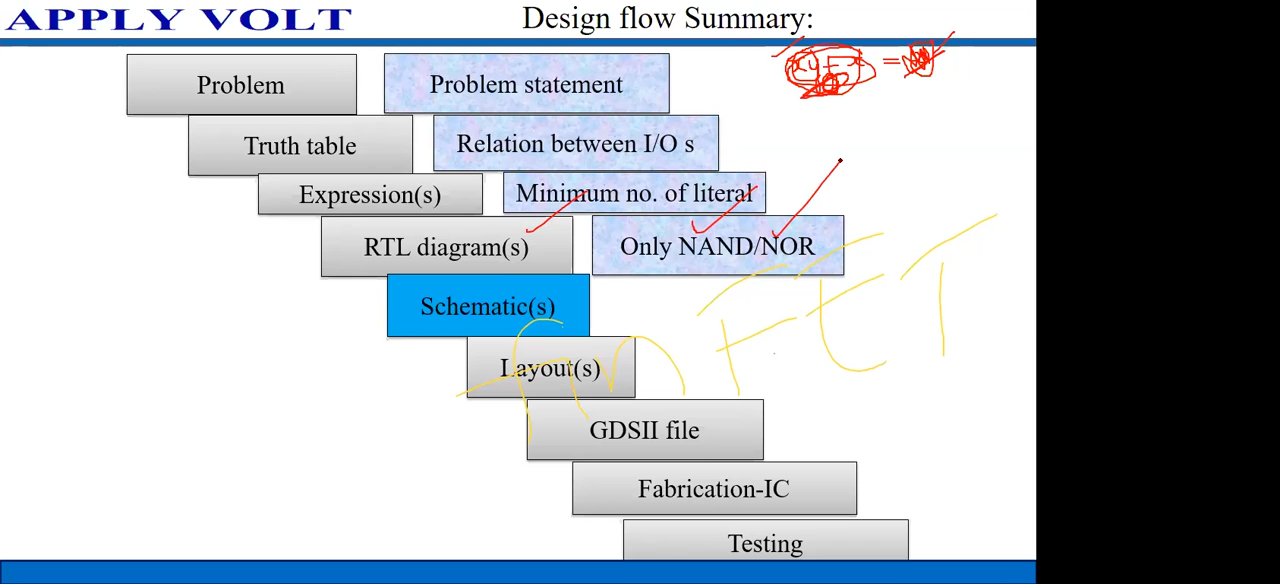 APPLY VOLT
Design flow Summary:
Problem
Problem statement
Truth table
Relation between I/O s
Expression(s)
Minimum no. of literal
RTL diagram(s)
Only NAND/NOR
Schematic(s)
Layout(s)
GDSII file
Fabrication-IC
Testing